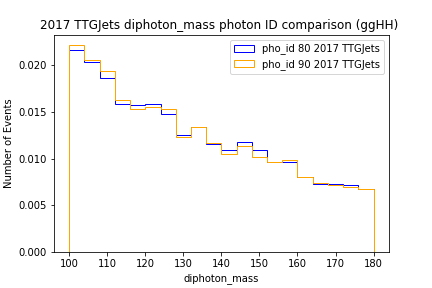 2017 TTGJets diphoton_mass photon ID comparison (ggHH)
pho_id 80 2017 TTGJets
pho_id 90 2017 TTGJets
Number of Events
0.020
0.015
0.010
0.005
0.000
100 110 120 130 140 150 160 170 180
diphoton_mass